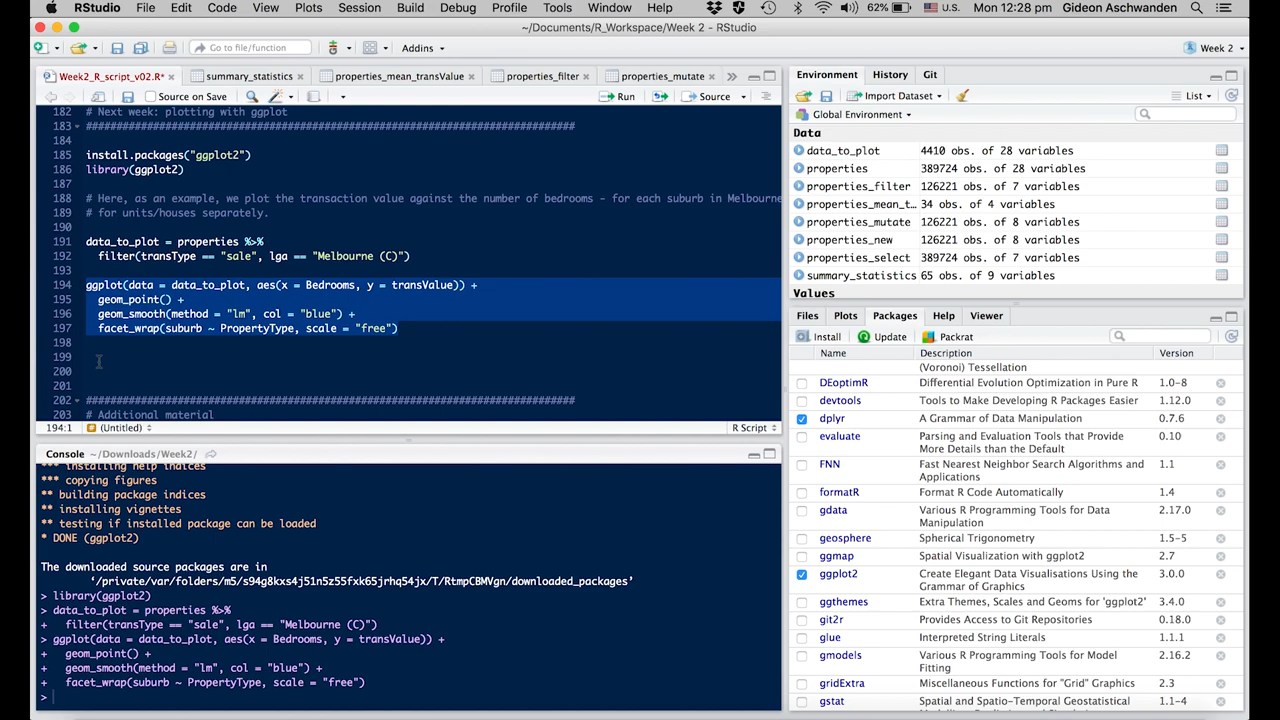 RStudio File Edit Code View Plots Session Build Debug Profile Tools Window Help 62% U.S. Mon 12:28 pm Gideon Aschwanden
~/Documents/R_Workspace/Week 2 - RStudio
Go to file/function Addins Week 2
Week2_R_script_v02.R* summary_statistics properties_mean_transValue properties_filter properties_mutate
Source on Save Run Source
182 # Next week: plotting with ggplot
183 ################################################################################
184
185 install.packages("ggplot2")
186 library(ggplot2)
187
188 # Here, as an example, we plot the transaction value against the number of bedrooms - for each suburb in Melbourne
189 # for units/houses separately.
190
191 data_to_plot = properties %>%
192 filter(transType == "sale", lga == "Melbourne (C)")
193
194 ggplot(data = data_to_plot, aes(x = Bedrooms, y = transValue)) +
195 geom_point() +
196 geom_smooth(method = "lm", col = "blue") +
197 facet_wrap(suburb ~ PropertyType, scale = "free")
198
199
200
201
202 ################################################################################
203 # Additional material
194:1 (Untitled) R Script
Console ~/Downloads/Week2/
*** installing help indices
*** copying figures
** building package indices
** installing vignettes
** testing if installed package can be loaded
* DONE (ggplot2)
The downloaded source packages are in
‘/private/var/folders/m5/s94g8kxs4j51n5z55fxk65jrhq54jx/T/RtmpCBMVgn/downloaded_packages’
> library(ggplot2)
> data_to_plot = properties %>%
+ filter(transType == "sale", lga == "Melbourne (C)")
> ggplot(data = data_to_plot, aes(x = Bedrooms, y = transValue)) +
+ geom_point() +
+ geom_smooth(method = "lm", col = "blue") +
+ facet_wrap(suburb ~ PropertyType, scale = "free")
>
Environment History Git
Import Dataset List
Global Environment
Data
data_to_plot 4410 obs. of 28 variables
properties 389724 obs. of 28 variables
properties_filter 126221 obs. of 7 variables
properties_mean_t… 34 obs. of 4 variables
properties_mutate 126221 obs. of 8 variables
properties_new 126221 obs. of 8 variables
properties_select 389724 obs. of 7 variables
summary_statistics 65 obs. of 9 variables
Values
Files Plots Packages Help Viewer
Install Update Packrat
Name Description Version
(Voronoi) Tessellation
DEoptimR Differential Evolution Optimization in Pure R 1.0-8
devtools Tools to Make Developing R Packages Easier 1.12.0
dplyr A Grammar of Data Manipulation 0.7.6
evaluate Parsing and Evaluation Tools that Provide 0.10
More Details than the Default
FNN Fast Nearest Neighbor Search Algorithms and 1.1
Applications
formatR Format R Code Automatically 1.4
gdata Various R Programming Tools for Data 2.17.0
Manipulation
geosphere Spherical Trigonometry 1.5-5
ggmap Spatial Visualization with ggplot2 2.7
ggplot2 Create Elegant Data Visualisations Using the 3.0.0
Grammar of Graphics
ggthemes Extra Themes, Scales and Geoms for 'ggplot2' 3.4.0
git2r Provides Access to Git Repositories 0.18.0
glue Interpreted String Literals 1.1.1
gmodels Various R Programming Tools for Model 2.16.2
Fitting
gridExtra Miscellaneous Functions for "Grid" Graphics 2.3
gstat Spatial and Spatio-Temporal Geostatistical 1.1-4
Modelling, Prediction and Simulation